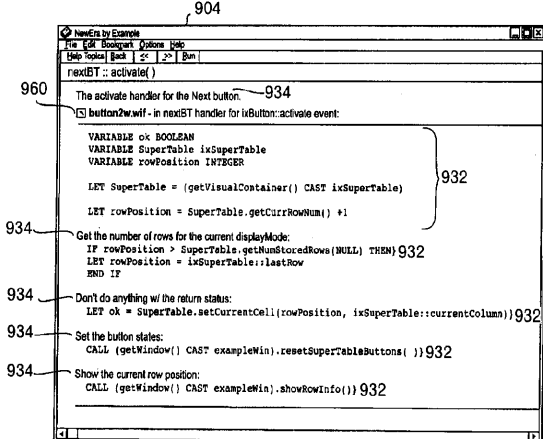 904
NewEra by Example
File Edit Bookmark Options Help
Help Topics Back << >> Run
nextBT :: activate( )
The activate handler for the Next button. 934
960
button2w.wif - in nextBT handler for ixButton::activate event:
VARIABLE ok BOOLEAN
VARIABLE SuperTable ixSuperTable
VARIABLE rowPosition INTEGER
LET SuperTable = (getVisualContainer() CAST ixSuperTable)
LET rowPosition = SuperTable.getCurrRowNum() +1
932
934 Get the number of rows for the current displayMode:
IF rowPosition > SuperTable.getNumStoredRows(NULL) THEN} 932
LET rowPosition = ixSuperTable::lastRow
END IF
934 Don't do anything w/ the return status:
LET ok = SuperTable.setCurrentCell(rowPosition, ixSuperTable::currentColumn)} 932
934 Set the button states:
CALL (getWindow() CAST exampleWin).resetSuperTableButtons( )} 932
934 Show the current row position:
CALL (getWindow() CAST exampleWin).showRowInfo()} 932